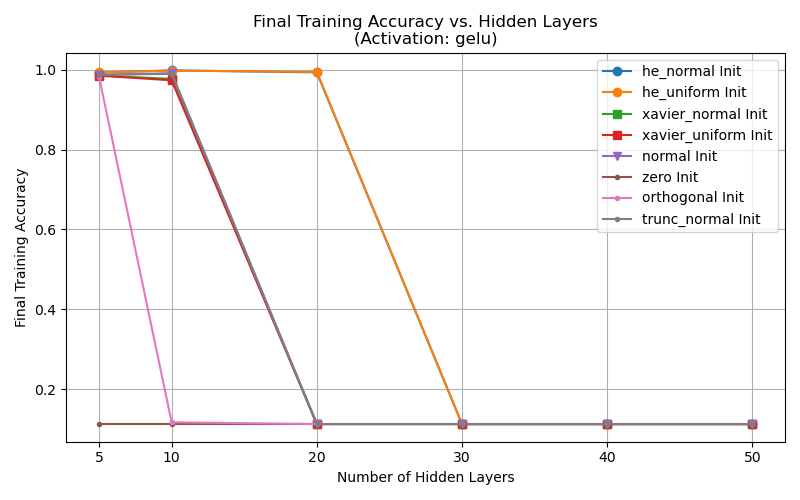 Final Training Accuracy vs. Hidden Layers
(Activation: gelu)
1.0
0.8
0.6
0.4
0.2
Final Training Accuracy
he_normal Init
he_uniform Init
xavier_normal Init
xavier_uniform Init
normal Init
zero Init
orthogonal Init
trunc_normal Init
5 10 20 30 40 50
Number of Hidden Layers